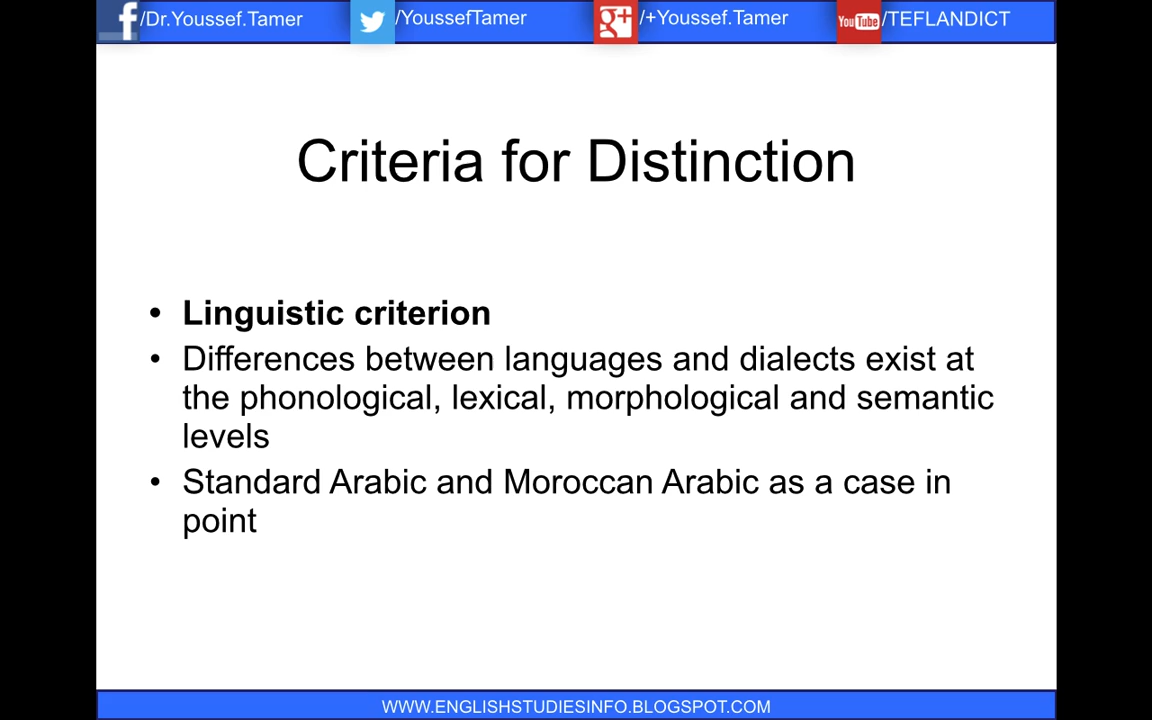 /Dr.Youssef.Tamer /YoussefTamer /+Youssef.Tamer YouTube /TEFLANDICT
Criteria for Distinction
• Linguistic criterion
• Differences between languages and dialects exist at
the phonological, lexical, morphological and semantic
levels
• Standard Arabic and Moroccan Arabic as a case in
point
WWW.ENGLISHSTUDIESINFO.BLOGSPOT.COM